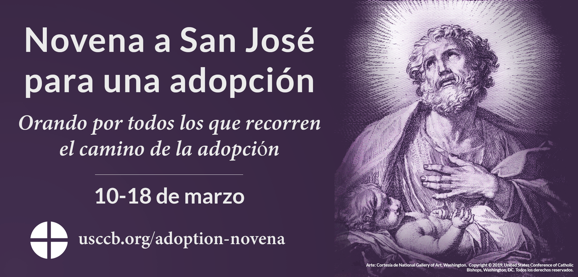 Novena a San José
para una adopción
Orando por todos los que recorren
el camino de la adopción
10-18 de marzo
usccb.org/adoption-novena
Arte: Cortesía de National Gallery of Art, Washington. Copyright © 2019, United States Conference of Catholic
Bishops, Washington, DC. Todos los derechos reservados.